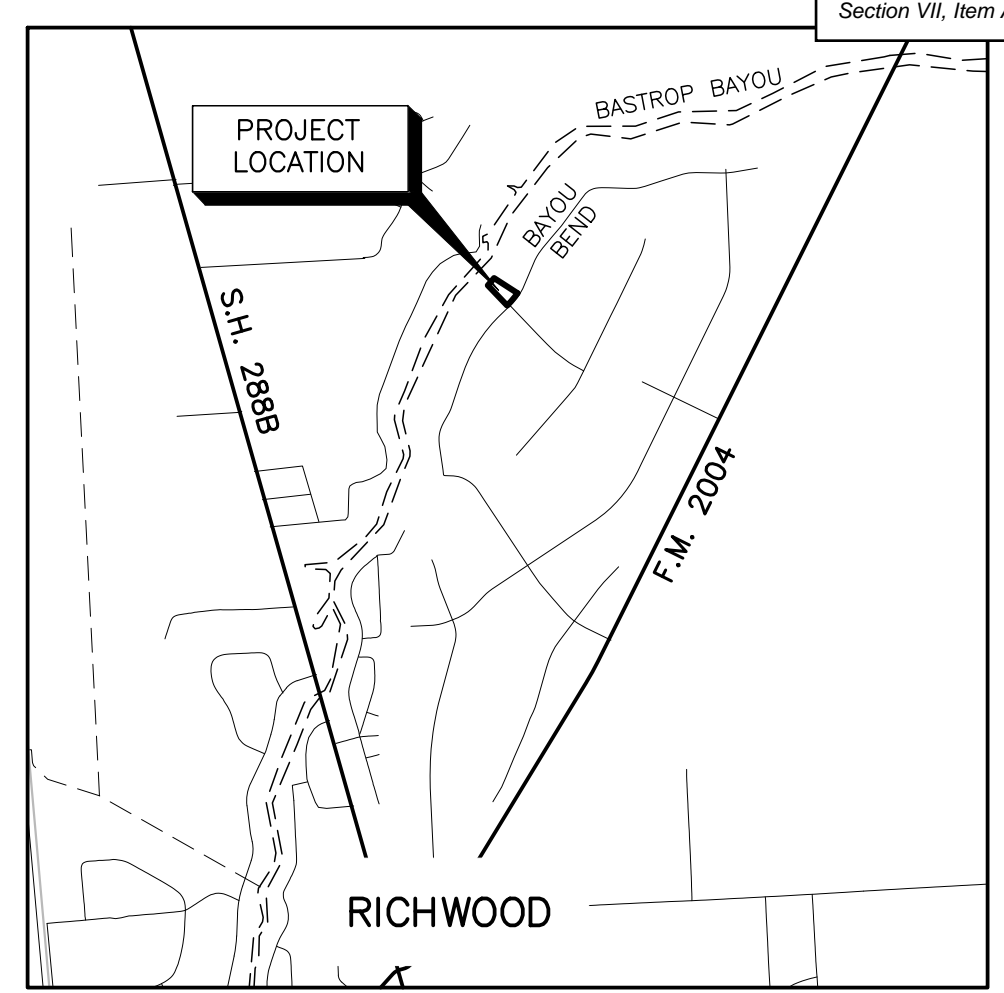 Section VII, Item A
BASTROP BAYOU
PROJECT
LOCATION
BAYOU
BEND
S.H. 288B
F.M. 2004
RICHWOOD